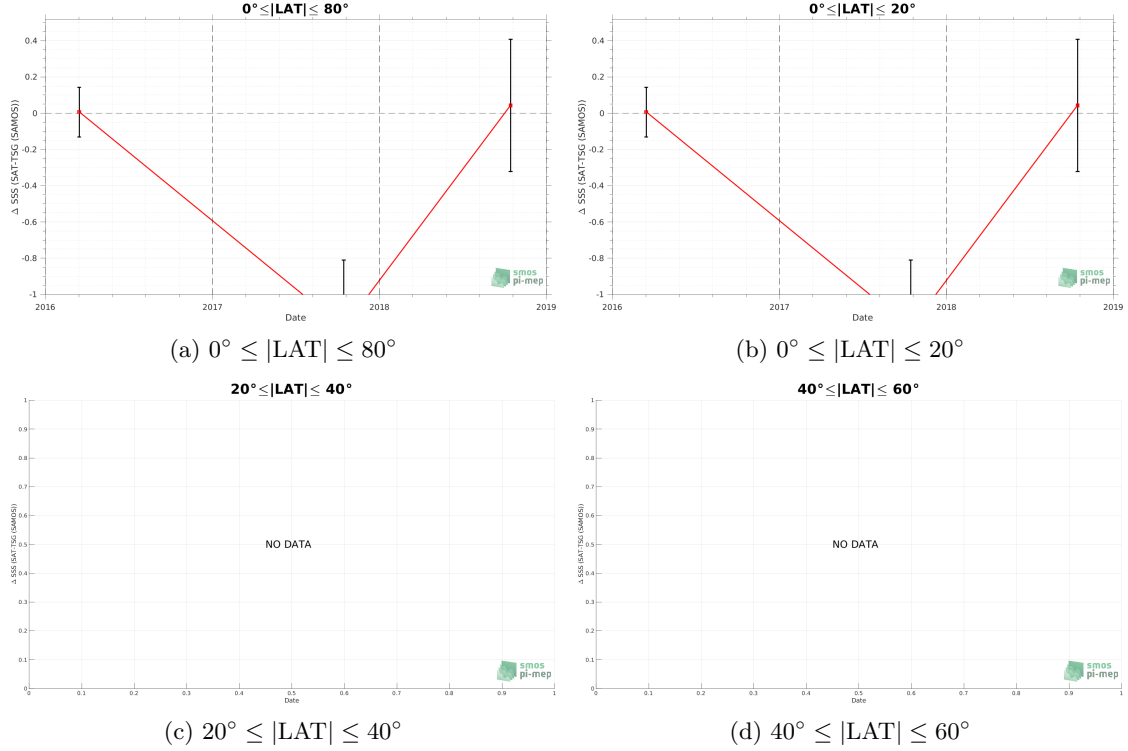 0°≤|LAT|≤ 80°
Δ SSS (SAT-TSG (SAMOS))
0.4
0.2
0
-0.2
-0.4
-0.6
-0.8
-1
2016
2017
2018
2019
Date
smos
pi-mep
(a) 0° ≤ |LAT| ≤ 80°
0°≤|LAT|≤ 20°
Δ SSS (SAT-TSG (SAMOS))
0.4
0.2
0
-0.2
-0.4
-0.6
-0.8
-1
2016
2017
2018
2019
Date
smos
pi-mep
(b) 0° ≤ |LAT| ≤ 20°
20°≤|LAT|≤ 40°
Δ SSS (SAT-TSG (SAMOS))
1
0.9
0.8
0.7
0.6
0.5
0.4
0.3
0.2
0.1
0
NO DATA
0
0.1
0.2
0.3
0.4
0.5
0.6
0.7
0.8
0.9
1
Date
smos
pi-mep
(c) 20° ≤ |LAT| ≤ 40°
40°≤|LAT|≤ 60°
Δ SSS (SAT-TSG (SAMOS))
1
0.9
0.8
0.7
0.6
0.5
0.4
0.3
0.2
0.1
0
NO DATA
0
0.1
0.2
0.3
0.4
0.5
0.6
0.7
0.8
0.9
1
Date
smos
pi-mep
(d) 40° ≤ |LAT| ≤ 60°